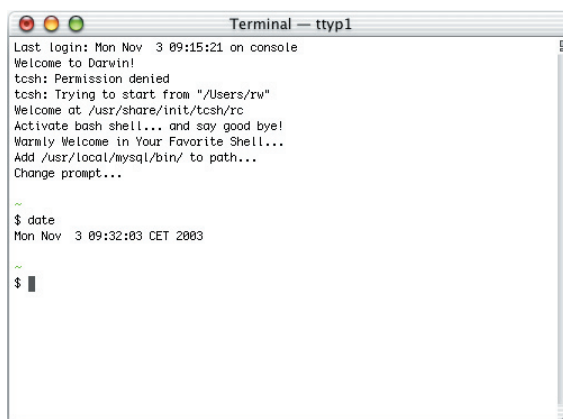 Terminal — ttyp1
Last login: Mon Nov  3 09:15:21 on console
Welcome to Darwin!
tcsh: Permission denied
tcsh: Trying to start from "/Users/rw"
Welcome at /usr/share/init/tcsh/rc
Activate bash shell... and say good bye!
Warmly Welcome in Your Favorite Shell...
Add /usr/local/mysql/bin/ to path...
Change prompt...
~
$ date
Mon Nov  3 09:32:03 CET 2003
~
$